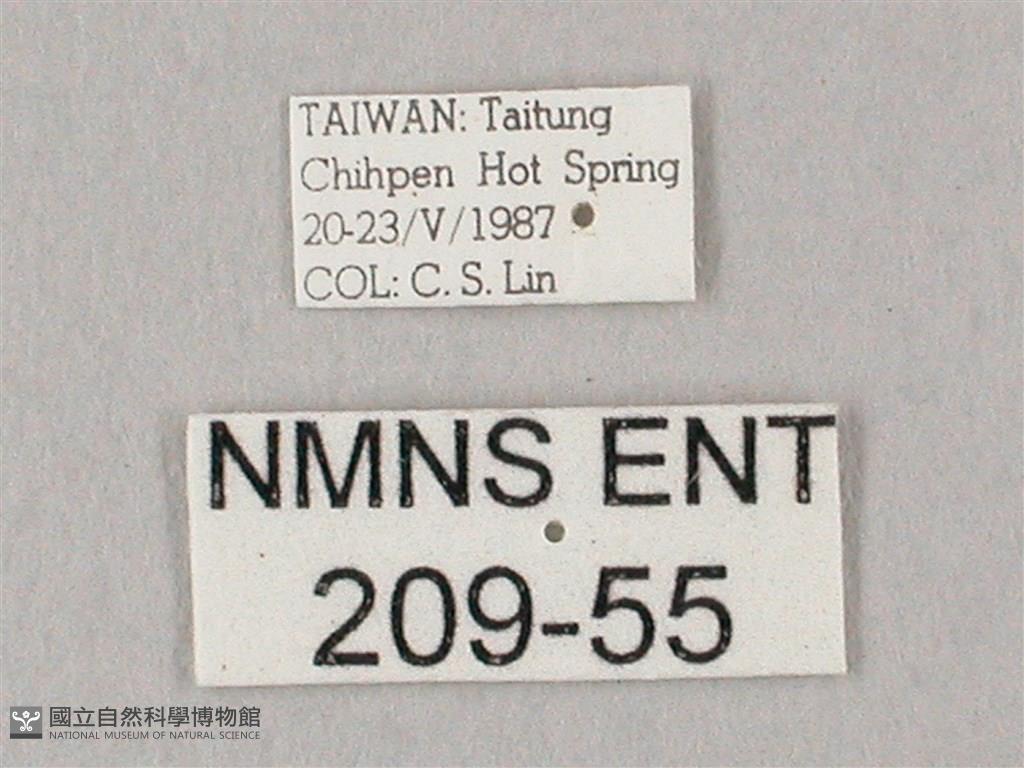 TAIWAN: Taitung
Chihpen Hot Spring
20-23/V/1987
COL: C. S. Lin
NMNS ENT
209-55
國立自然科學博物館
NATIONAL MUSEUM OF NATURAL SCIENCE